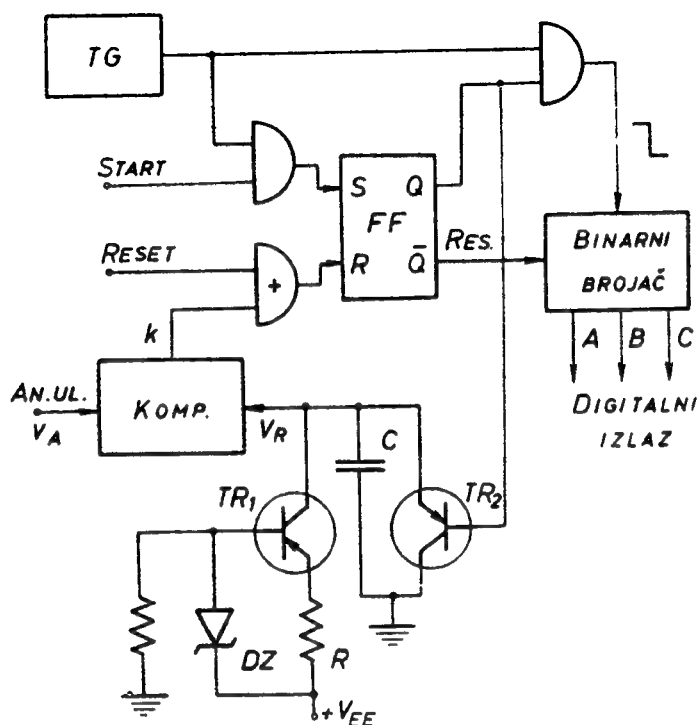 TG
START
S Q
FF
R Q̅
RES.
RESET
+
BINARNI
BROJAČ
k
A B C
AN.UL.
V_A
KOMP.
V_R
C
DIGITALNI
IZLAZ
TR₁
TR₂
DZ
R
+V_EE